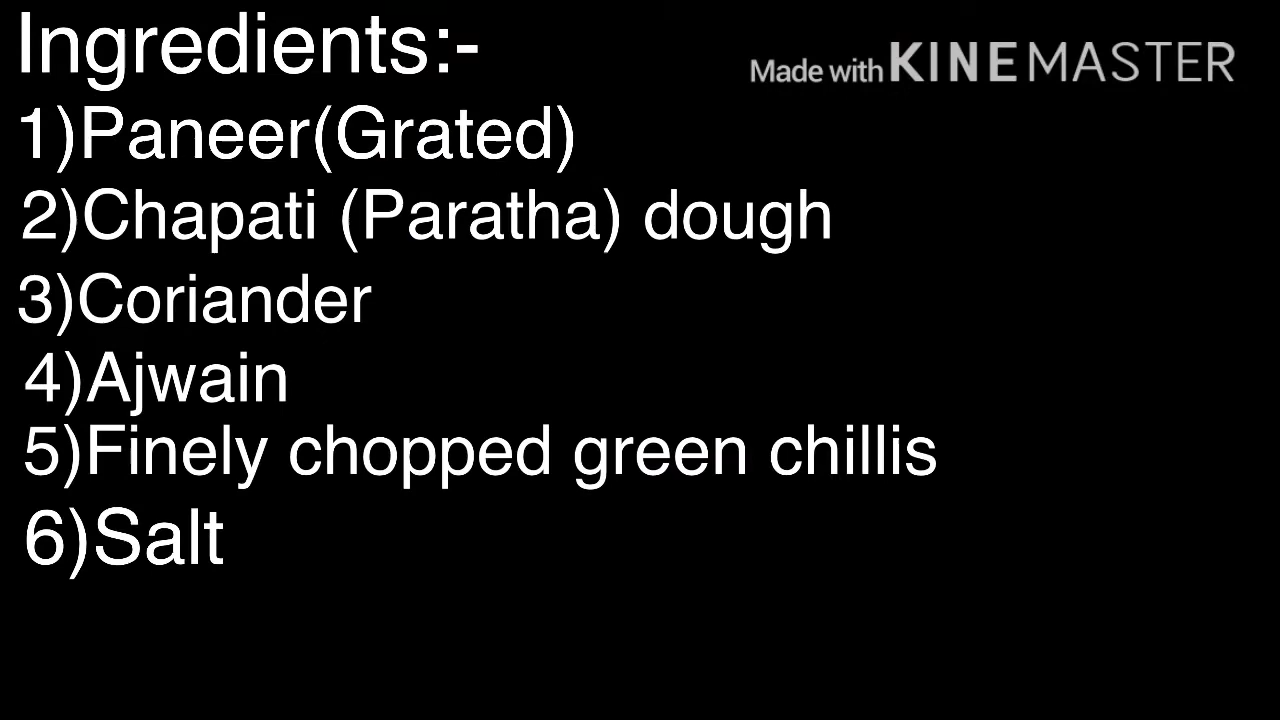 Ingredients:-
Made with KINEMASTER
1)Paneer(Grated)
2)Chapati (Paratha) dough
3)Coriander
4)Ajwain
5)Finely chopped green chillis
6)Salt